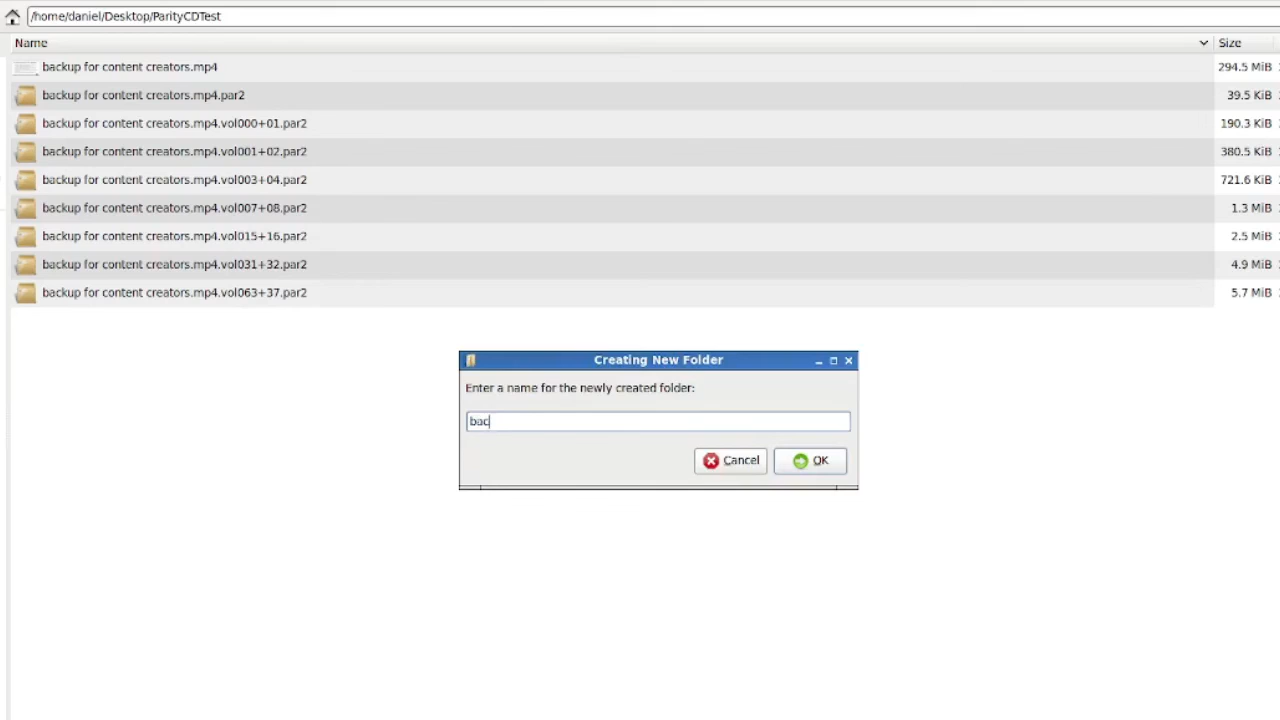 /home/daniel/Desktop/ParityCDTest
Name Size
backup for content creators.mp4 294.5 MiB
backup for content creators.mp4.par2 39.5 KiB
backup for content creators.mp4.vol000+01.par2 190.3 KiB
backup for content creators.mp4.vol001+02.par2 380.5 KiB
backup for content creators.mp4.vol003+04.par2 721.6 KiB
backup for content creators.mp4.vol007+08.par2 1.3 MiB
backup for content creators.mp4.vol015+16.par2 2.5 MiB
backup for content creators.mp4.vol031+32.par2 4.9 MiB
backup for content creators.mp4.vol063+37.par2 5.7 MiB
Creating New Folder
Enter a name for the newly created folder:
bac
Cancel OK